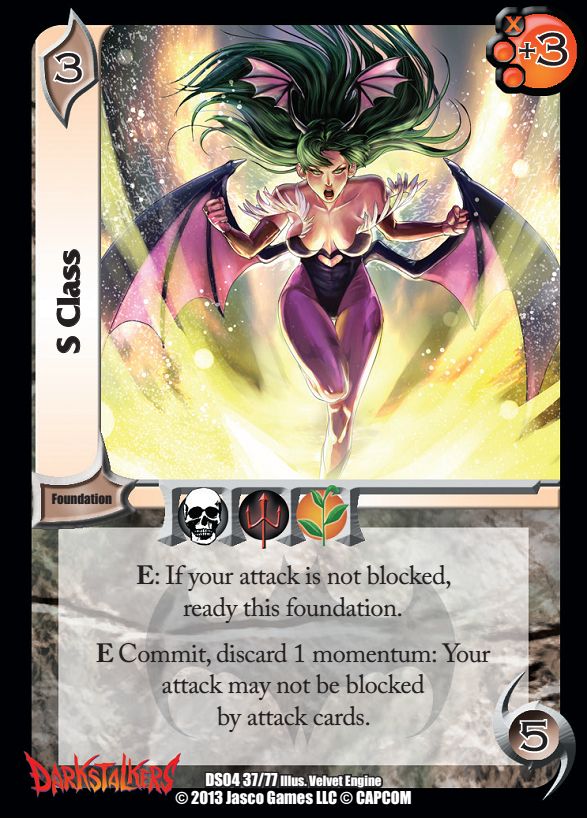 3
X
+3
S Class
Foundation
E: If your attack is not blocked,
ready this foundation.
E Commit, discard 1 momentum: Your
attack may not be blocked
by attack cards.
5
DARKSTALKERS
DS04 37/77 Illus. Velvet Engine
© 2013 Jasco Games LLC © CAPCOM